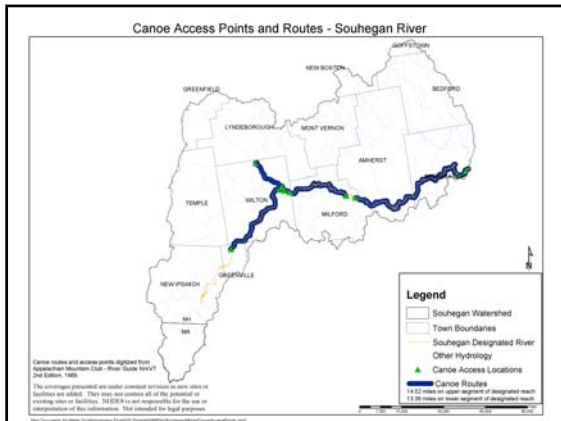 Canoe Access Points and Routes - Souhegan River
GOFFSTOWN
NEW BOSTON
BEDFORD
GREENFIELD
LYNDEBOROUGH
MONT VERNON
AMHERST
TEMPLE
WILTON
MILFORD
GREENVILLE
NEW IPSWICH
NH
MA
N
Legend
Souhegan Watershed
Town Boundaries
Souhegan Designated River
Other Hydrology
Canoe Access Locations
Canoe Routes
14.52 miles on upper segment of designated reach
13.36 miles on lower segment of designated reach
Canoe routes and access points digitized from
Appalachian Mountain Club - River Guide NH/VT
2nd Edition, 1989.
The coverages presented are under constant revision as new sites or
facilities are added. They may not contain all of the potential or
existing sites or facilities. NHDES is not responsible for the use or
interpretation of this information. Not intended for legal purposes.